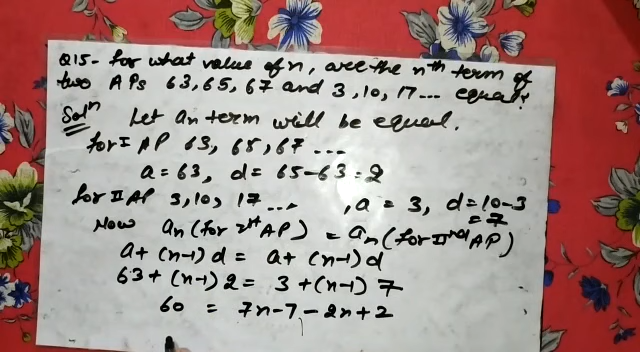 Q15- for what value of n, are the nth term of
two APs 63,65,67 and 3,10,17... equal?
Soln Let an term will be equal.
for I AP 63, 65, 67 ...
a = 63, d = 65-63 = 2
for II AP 3, 10, 17 ... , a = 3, d = 10-3
= 7
Now an (for Ist AP) = an (for IInd AP)
a + (n-1) d = a + (n-1) d
63 + (n-1) 2 = 3 + (n-1) 7
60 = 7n-7-2n+2